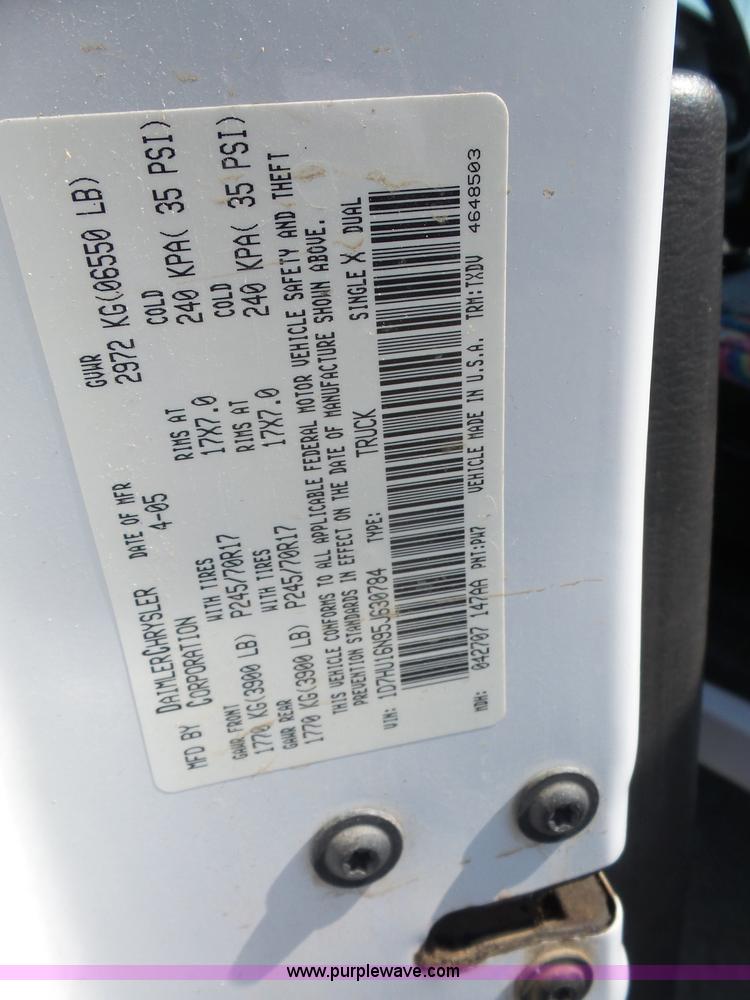 MFD BY DAIMLERCHRYSLER CORPORATION DATE OF MFR 4-05 GVWR 2972 KG(06550 LB)
GAWR FRONT WITH TIRES RIMS AT COLD
1770 KG(3900 LB) P245/70R17 17X7.0 240 KPA( 35 PSI)
GAWR REAR WITH TIRES RIMS AT COLD
1770 KG(3900 LB) P245/70R17 17X7.0 240 KPA( 35 PSI)
THIS VEHICLE CONFORMS TO ALL APPLICABLE FEDERAL MOTOR VEHICLE SAFETY AND THEFT
PREVENTION STANDARDS IN EFFECT ON THE DATE OF MANUFACTURE SHOWN ABOVE.
VIN: 1D7HU16N95J630784 TYPE: TRUCK SINGLE X DUAL
MDH: 042707 147AA PNT:PW7 VEHICLE MADE IN U.S.A. TRM:TXDV 4648503
www.purplewave.com